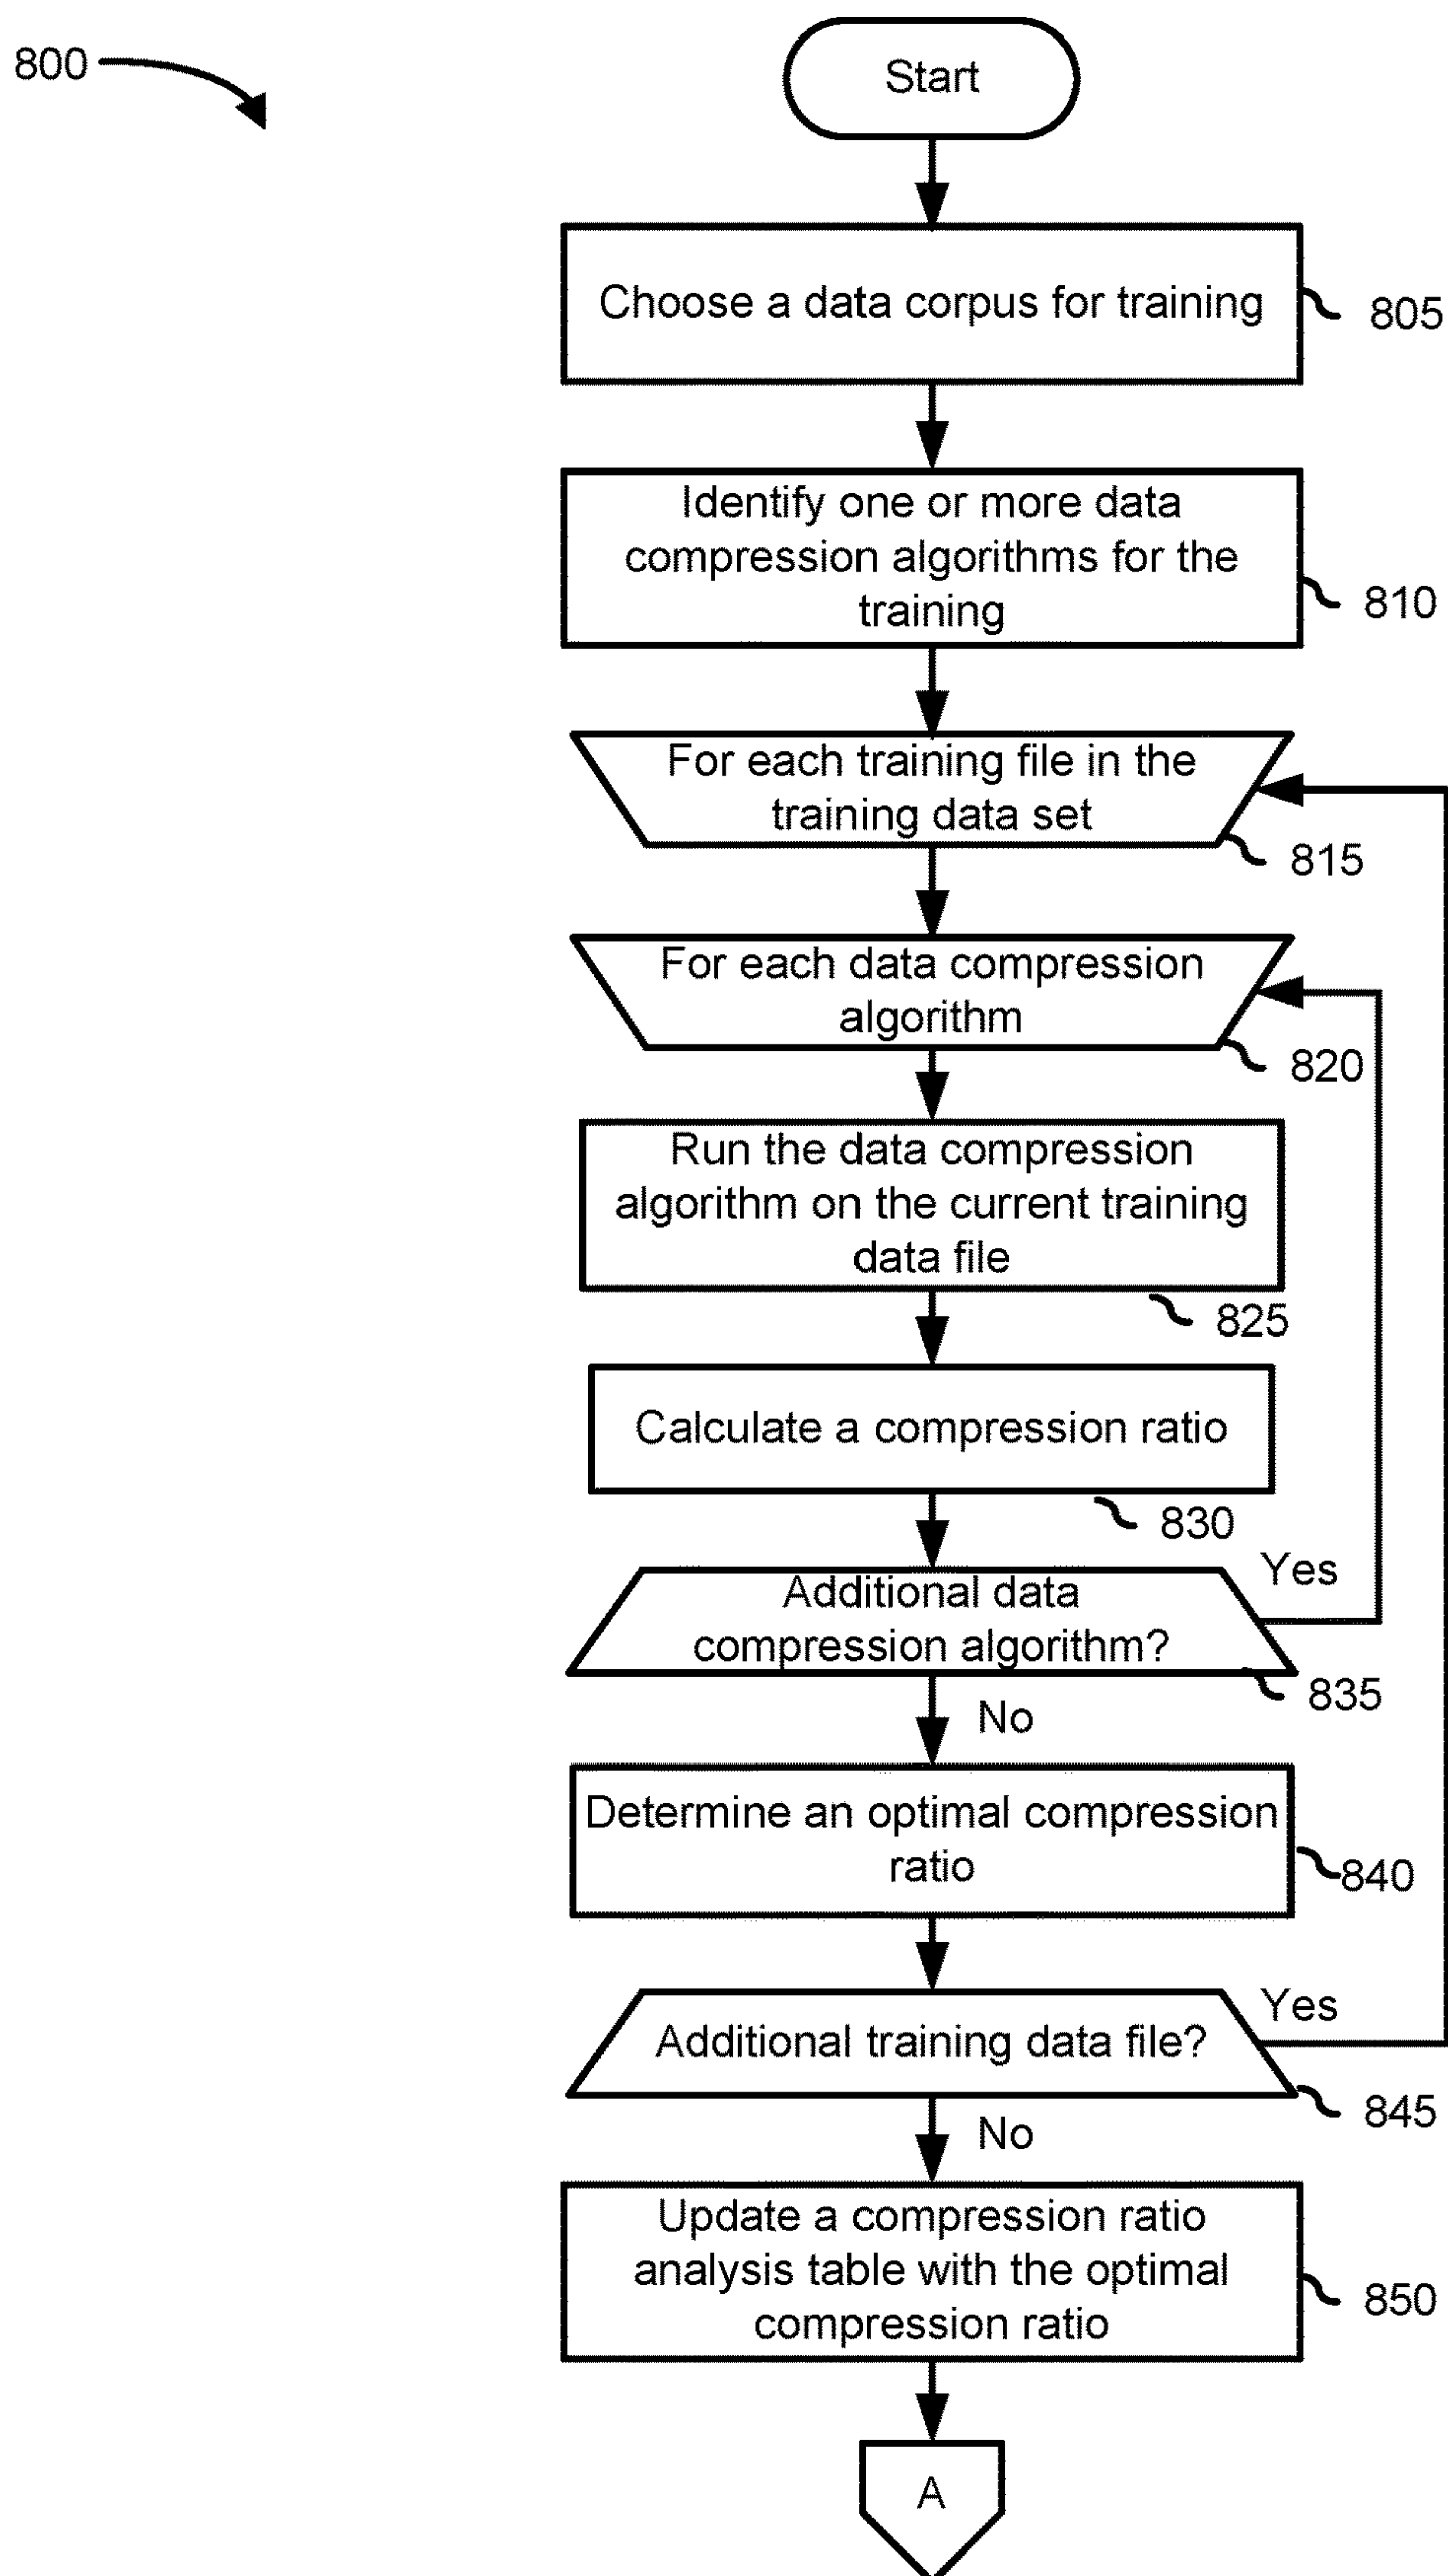 800
Start
Choose a data corpus for training
805
Identify one or more data
compression algorithms for the
training
810
For each training file in the
training data set
815
For each data compression
algorithm
820
Run the data compression
algorithm on the current training
data file
825
Calculate a compression ratio
830
Additional data
compression algorithm?
Yes
835
No
Determine an optimal compression
ratio
840
Additional training data file?
Yes
845
No
Update a compression ratio
analysis table with the optimal
compression ratio
850
A